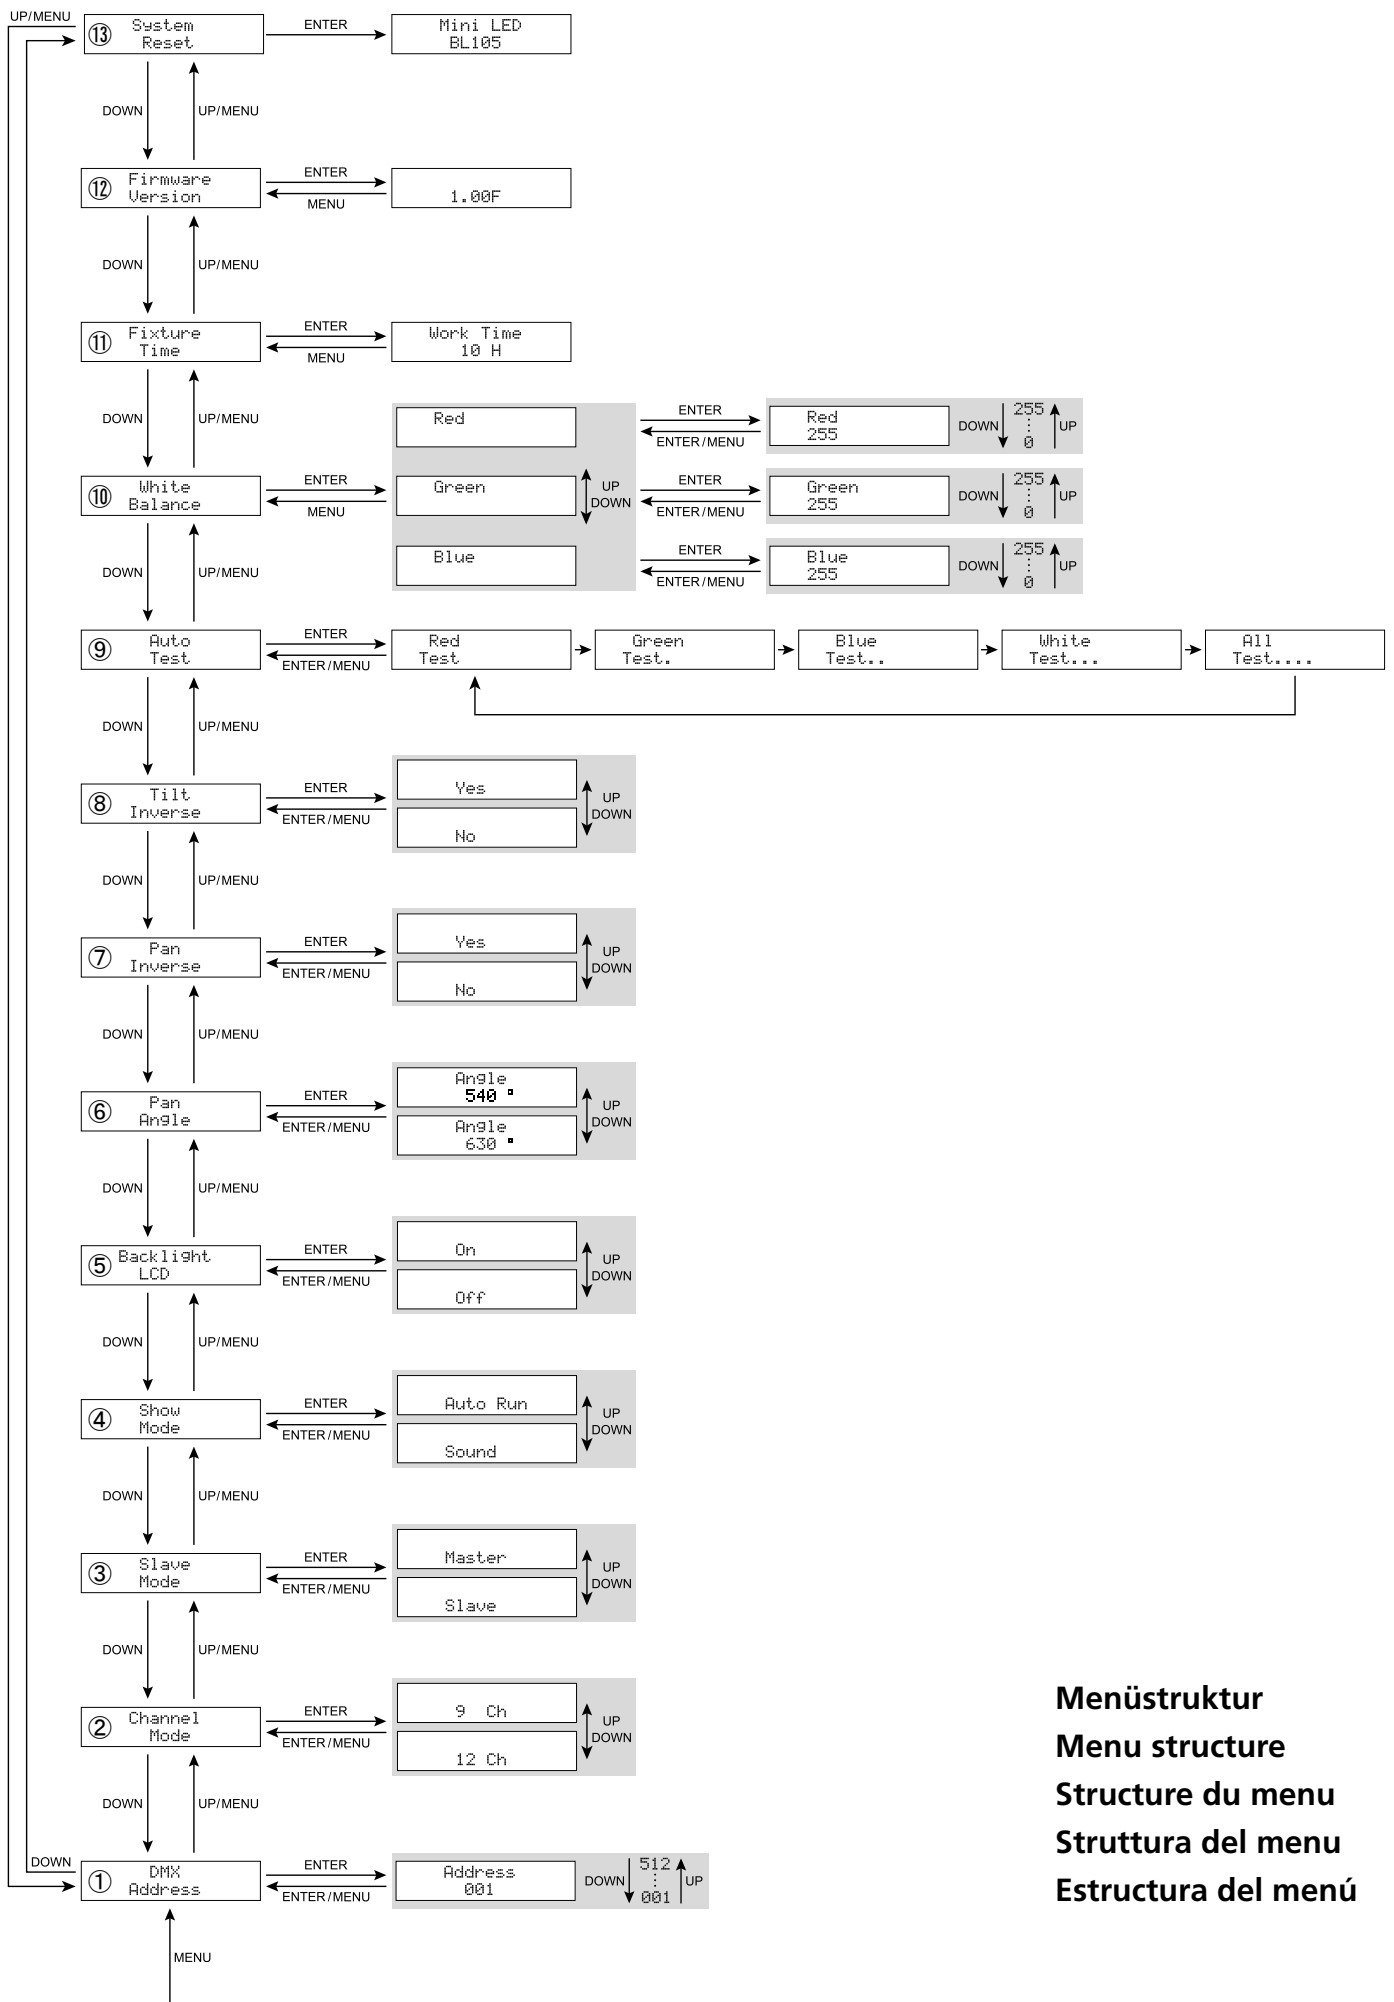 UP/MENU
⑬ System
Reset
ENTER
Mini LED
BL105
DOWN
UP/MENU
⑫ Firmware
Version
ENTER
MENU
1.00F
DOWN
UP/MENU
⑪ Fixture
Time
ENTER
MENU
Work Time
10 H
DOWN
UP/MENU
Red
ENTER
ENTER/MENU
Red
255
DOWN
255
⋮
0
UP
⑩ White
Balance
ENTER
MENU
Green
UP
DOWN
ENTER
ENTER/MENU
Green
255
DOWN
255
⋮
0
UP
Blue
ENTER
ENTER/MENU
Blue
255
DOWN
255
⋮
0
UP
DOWN
UP/MENU
⑨ Auto
Test
ENTER
ENTER/MENU
Red
Test
Green
Test.
Blue
Test..
White
Test...
All
Test....
DOWN
UP/MENU
⑧ Tilt
Inverse
ENTER
ENTER/MENU
Yes
No
UP
DOWN
DOWN
UP/MENU
⑦ Pan
Inverse
ENTER
ENTER/MENU
Yes
No
UP
DOWN
DOWN
UP/MENU
⑥ Pan
Angle
ENTER
ENTER/MENU
Angle
540 °
Angle
630 °
UP
DOWN
DOWN
UP/MENU
⑤ Backlight
LCD
ENTER
ENTER/MENU
On
Off
UP
DOWN
DOWN
UP/MENU
④ Show
Mode
ENTER
ENTER/MENU
Auto Run
Sound
UP
DOWN
DOWN
UP/MENU
③ Slave
Mode
ENTER
ENTER/MENU
Master
Slave
UP
DOWN
DOWN
UP/MENU
② Channel
Mode
ENTER
ENTER/MENU
9 Ch
12 Ch
UP
DOWN
DOWN
UP/MENU
DOWN
① DMX
Address
ENTER
ENTER/MENU
Address
001
DOWN
512
⋮
001
UP
MENU
Menüstruktur
Menu structure
Structure du menu
Struttura del menu
Estructura del menú